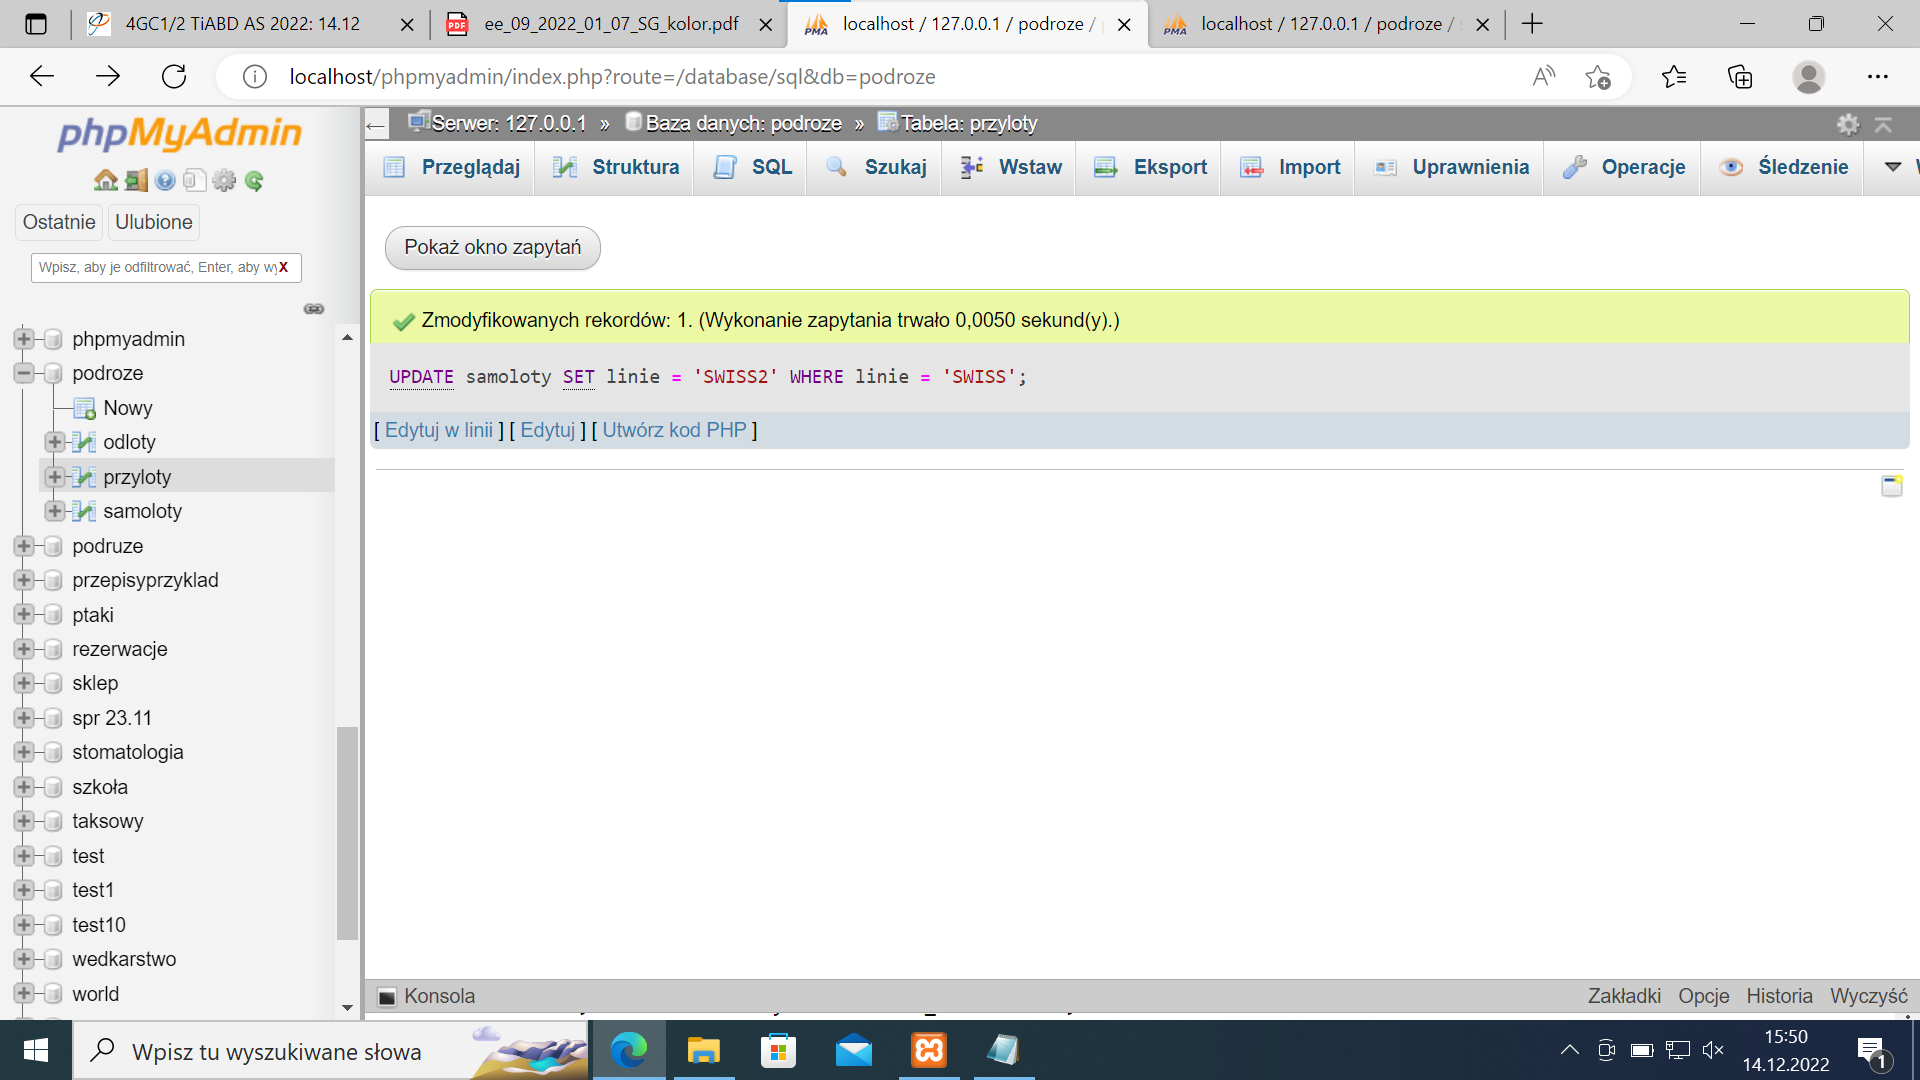 4GC1/2 TiABD AS 2022: 14.12
ee_09_2022_01_07_SG_kolor.pdf
localhost / 127.0.0.1 / podroze /
localhost / 127.0.0.1 / podroze /
localhost/phpmyadmin/index.php?route=/database/sql&db=podroze
phpMyAdmin
Serwer: 127.0.0.1 » Baza danych: podroze » Tabela: przyloty
Przeglądaj Struktura SQL Szukaj Wstaw Eksport Import Uprawnienia Operacje Śledzenie
Ostatnie Ulubione
Wpisz, aby je odfiltrować, Enter, aby wy X
Pokaż okno zapytań
Zmodyfikowanych rekordów: 1. (Wykonanie zapytania trwało 0,0050 sekund(y).)
UPDATE samoloty SET linie = 'SWISS2' WHERE linie = 'SWISS';
[ Edytuj w linii ] [ Edytuj ] [ Utwórz kod PHP ]
phpmyadmin
podroze
Nowy
odloty
przyloty
samoloty
podruze
przepisyprzyklad
ptaki
rezerwacje
sklep
spr 23.11
stomatologia
szkoła
taksowy
test
test1
test10
wedkarstwo
world
Konsola
Zakładki Opcje Historia Wyczyść
Wpisz tu wyszukiwane słowa
15:50
14.12.2022
1